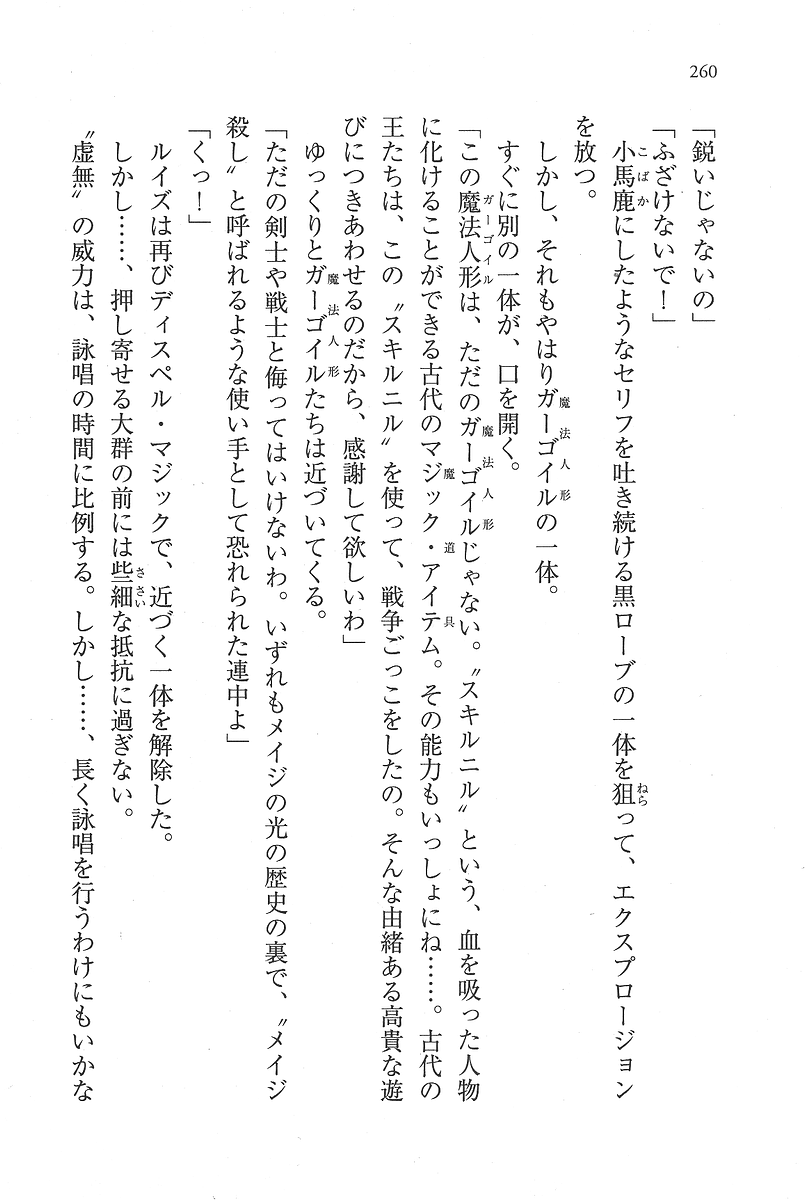 260
「鋭いじゃないの」
「ふざけないで！」
小馬鹿にしたようなセリフを吐き続ける黒ローブの一体を狙って、エクスプロージョン
を放つ。
しかし、それもやはりガーゴイルの一体。
すぐに別の一体が、口を開く。
「この魔法人形は、ただのガーゴイルじゃない。〝スキルニル〟という、血を吸った人物
に化けることができる古代のマジック・アイテム。その能力もいっしょにね……。古代の
王たちは、この〝スキルニル〟を使って、戦争ごっこをしたの。そんな由緒ある高貴な遊
びにつきあわせるのだから、感謝して欲しいわ」
ゆっくりとガーゴイルたちは近づいてくる。
「ただの剣士や戦士と侮ってはいけないわ。いずれもメイジの光の歴史の裏で、〝メイジ
殺し〟と呼ばれるような使い手として恐れられた連中よ」
「くっ！」
ルイズは再びディスペル・マジックで、近づく一体を解除した。
しかし……、押し寄せる大群の前には些細な抵抗に過ぎない。
〝虚無〟の威力は、詠唱の時間に比例する。しかし……、長く詠唱を行うわけにもいかな